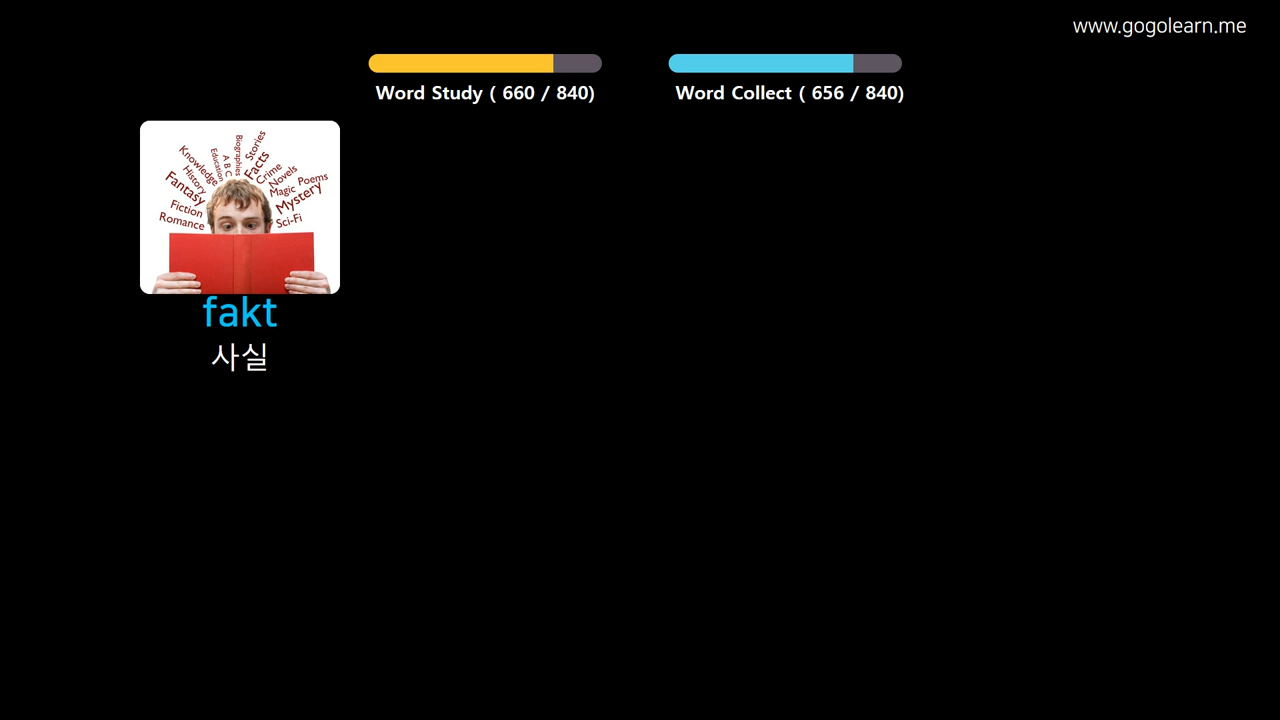 www.gogolearn.me
Word Study ( 660 / 840)
Word Collect ( 656 / 840)
Biographies
Stories
A B C
Facts
Education
Knowledge
Crime
History
Novels
Magic
Poems
Fantasy
Mystery
Fiction
Romance
Sci-Fi
fakt
사실